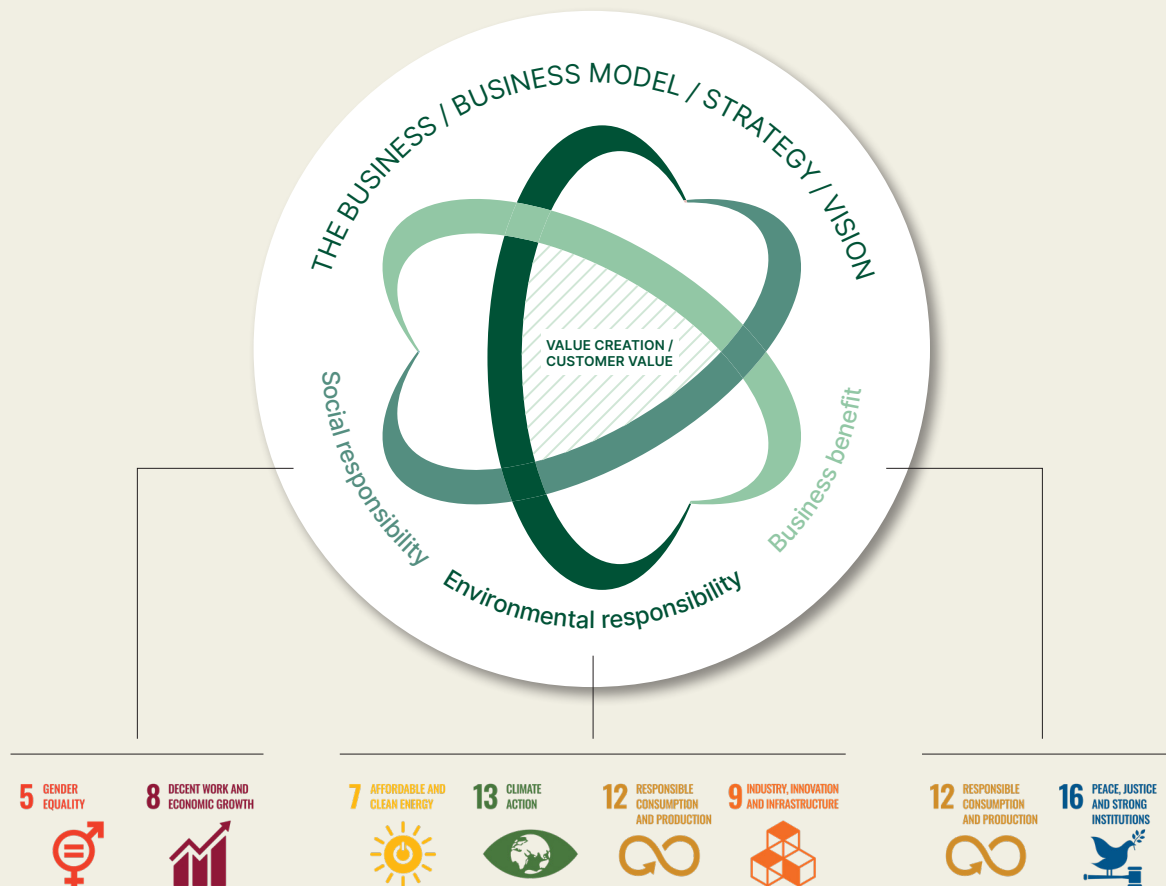 THE BUSINESS / BUSINESS MODEL / STRATEGY / VISION
VALUE CREATION /
CUSTOMER VALUE
Social responsibility
Environmental responsibility
Business benefit
5 GENDER
EQUALITY
8 DECENT WORK AND
ECONOMIC GROWTH
7 AFFORDABLE AND
CLEAN ENERGY
13 CLIMATE
ACTION
12 RESPONSIBLE
CONSUMPTION
AND PRODUCTION
9 INDUSTRY, INNOVATION
AND INFRASTRUCTURE
12 RESPONSIBLE
CONSUMPTION
AND PRODUCTION
16 PEACE, JUSTICE
AND STRONG
INSTITUTIONS